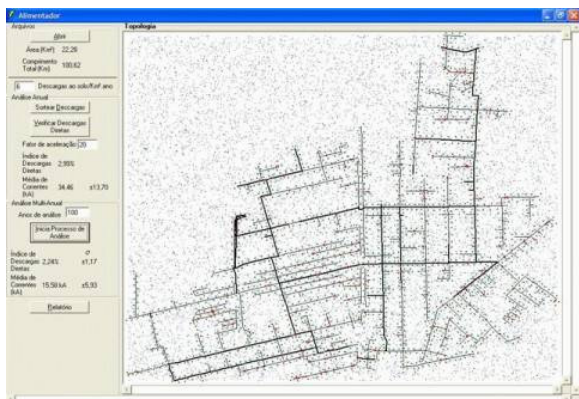 Alimentador
Arquivos
Topologia
Abrir
Área (Km²) 22,26
Comprimento Total (Km) 100,62
6 Descargas ao solo/Km² ano
Análise Anual
Sortear Descargas
Verificar Descargas Diretas
Fator de aceleração 20
Índice de Descargas Diretas 2,99%
Média de Correntes (kA) 34,46 ±13,70
Análise Multi-Anual
Anos de análise 100
Inicia Processo de Análise
σ
Índice de Descargas Diretas 2,24% ±1,17
Média de Correntes (kA) 15,50 kA ±5,93
Relatório